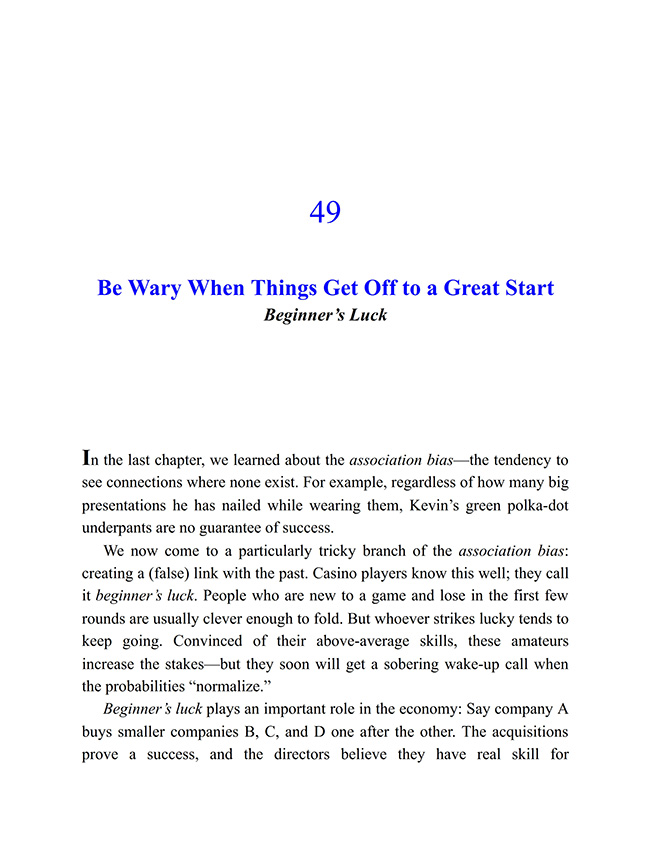 49
Be Wary When Things Get Off to a Great Start
Beginner’s Luck
In the last chapter, we learned about the association bias—the tendency to
see connections where none exist. For example, regardless of how many big
presentations he has nailed while wearing them, Kevin’s green polka-dot
underpants are no guarantee of success.
We now come to a particularly tricky branch of the association bias:
creating a (false) link with the past. Casino players know this well; they call
it beginner’s luck. People who are new to a game and lose in the first few
rounds are usually clever enough to fold. But whoever strikes lucky tends to
keep going. Convinced of their above-average skills, these amateurs
increase the stakes—but they soon will get a sobering wake-up call when
the probabilities “normalize.”
Beginner’s luck plays an important role in the economy: Say company A
buys smaller companies B, C, and D one after the other. The acquisitions
prove a success, and the directors believe they have real skill for